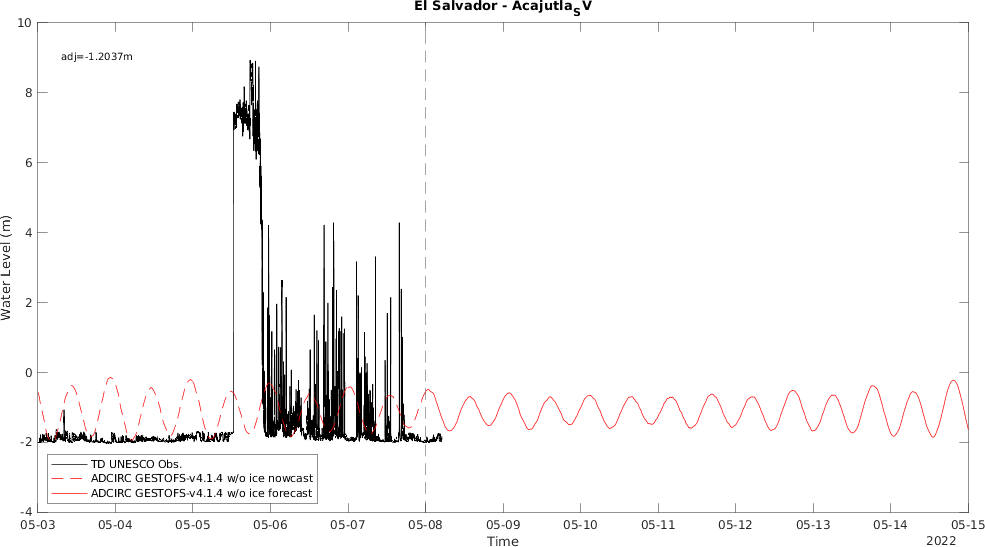 El Salvador - Acajutla_SV
adj=-1.2037m
10
8
6
4
2
0
-2
-4
Water Level (m)
TD UNESCO Obs.
ADCIRC GESTOFS-v4.1.4 w/o ice nowcast
ADCIRC GESTOFS-v4.1.4 w/o ice forecast
05-03 05-04 05-05 05-06 05-07 05-08 05-09 05-10 05-11 05-12 05-13 05-14 05-15
Time
2022